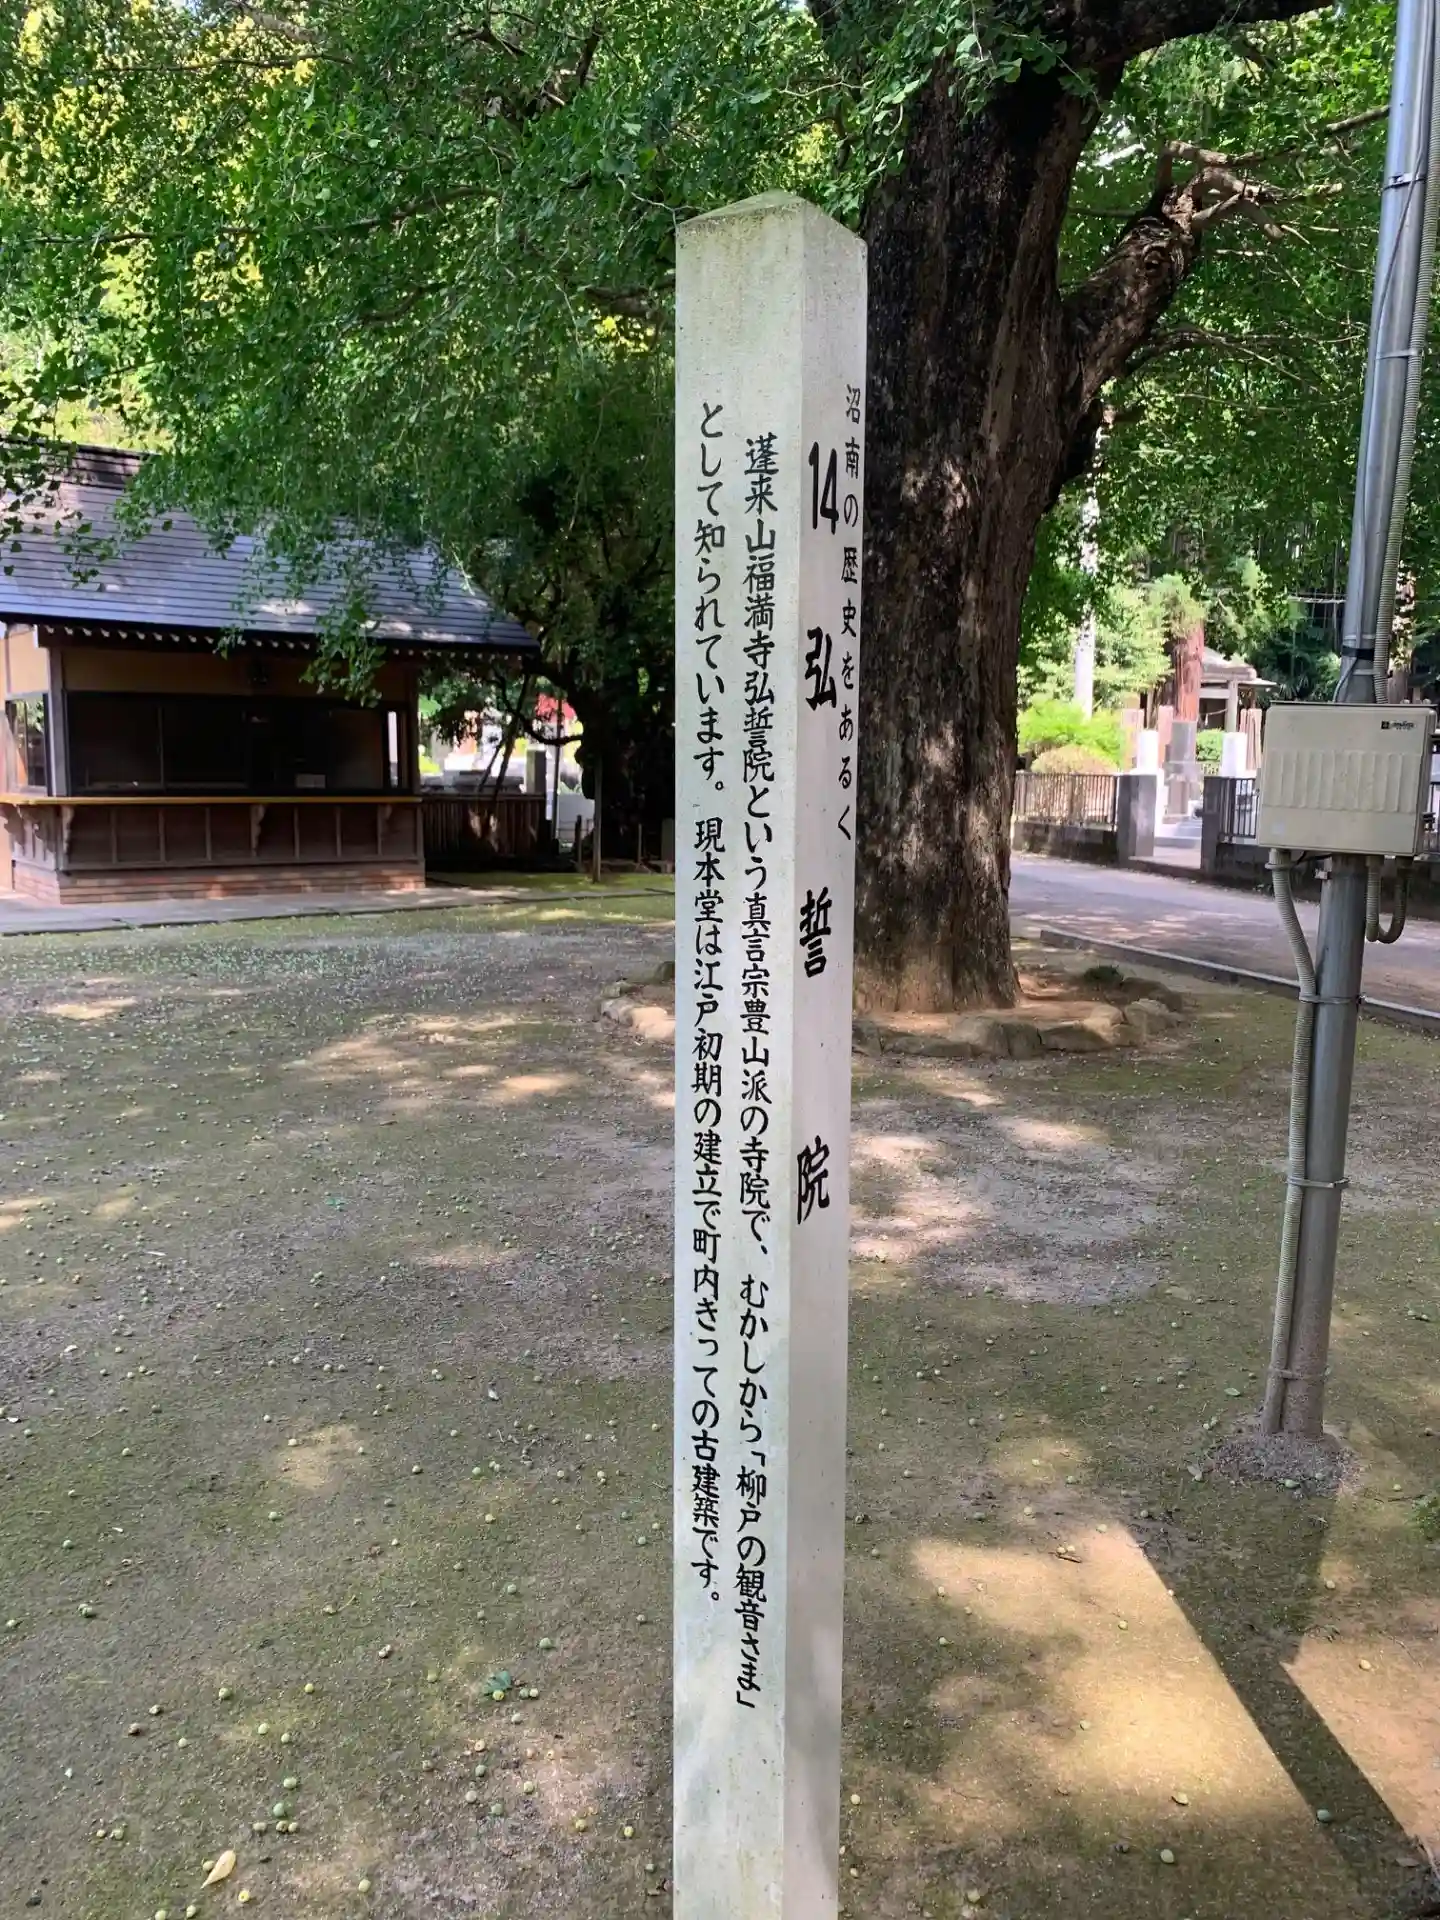 沼南の歴史をあるく
14 弘誓院
蓬来山福満寺弘誓院という真言宗豊山派の寺院で、むかしから「柳戸の観音さま」
として知られています。現本堂は江戸初期の建立で町内きっての古建築です。